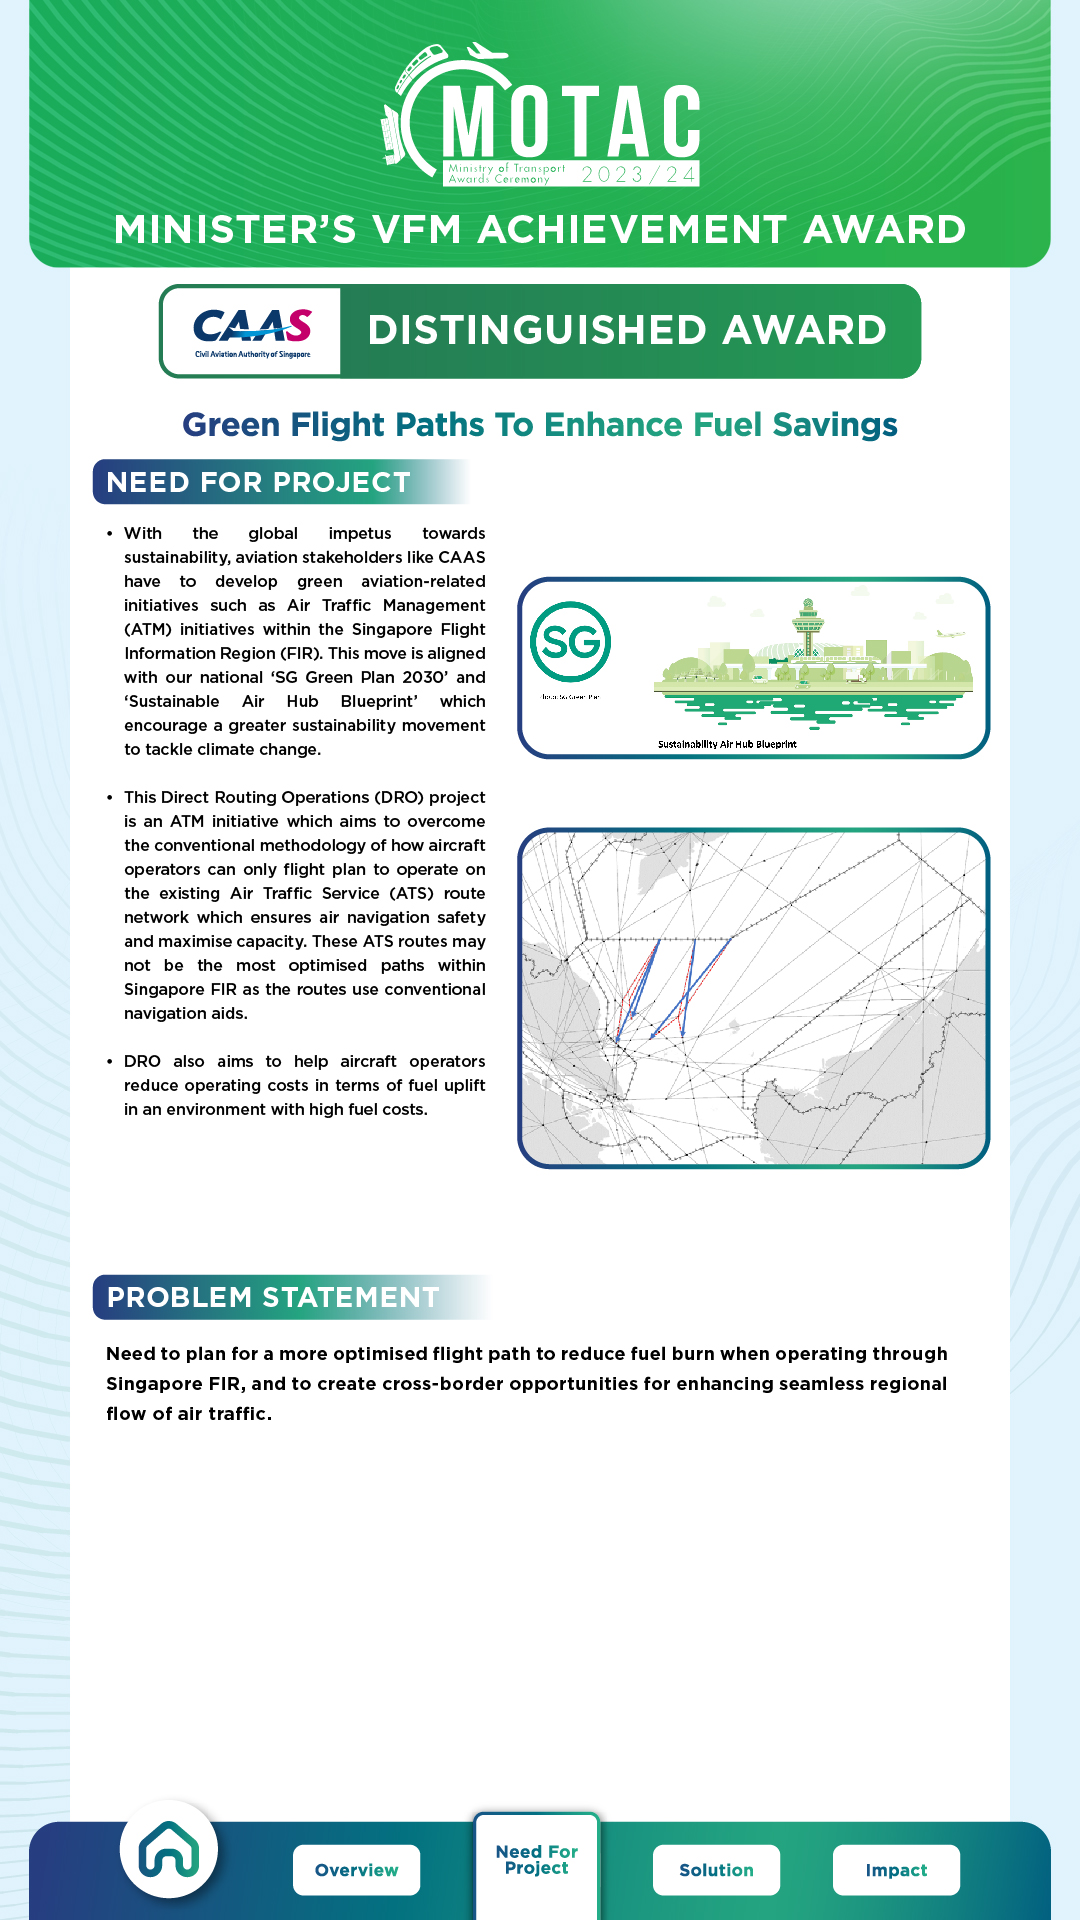 MOTAC
Ministry of Transport
Awards Ceremony
2023/24
MINISTER’S VFM ACHIEVEMENT AWARD
CAAS
Civil Aviation Authority of Singapore
DISTINGUISHED AWARD
Green Flight Paths To Enhance Fuel Savings
NEED FOR PROJECT
• With the global impetus towards
sustainability, aviation stakeholders like CAAS
have to develop green aviation-related
initiatives such as Air Traffic Management
(ATM) initiatives within the Singapore Flight
Information Region (FIR). This move is aligned
with our national ‘SG Green Plan 2030’ and
‘Sustainable Air Hub Blueprint’ which
encourage a greater sustainability movement
to tackle climate change.
• This Direct Routing Operations (DRO) project
is an ATM initiative which aims to overcome
the conventional methodology of how aircraft
operators can only flight plan to operate on
the existing Air Traffic Service (ATS) route
network which ensures air navigation safety
and maximise capacity. These ATS routes may
not be the most optimised paths within
Singapore FIR as the routes use conventional
navigation aids.
• DRO also aims to help aircraft operators
reduce operating costs in terms of fuel uplift
in an environment with high fuel costs.
SG
SG Green Plan
Sustainability Air Hub Blueprint
PROBLEM STATEMENT
Need to plan for a more optimised flight path to reduce fuel burn when operating through
Singapore FIR, and to create cross-border opportunities for enhancing seamless regional
flow of air traffic.
Overview
Need For
Project
Solution
Impact